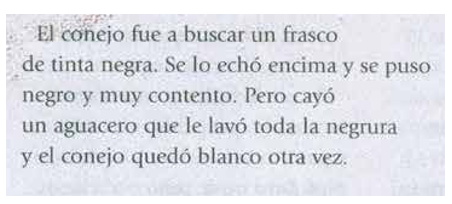 El conejo fue a buscar un frasco
de tinta negra. Se lo echó encima y se puso
negro y muy contento. Pero cayó
un aguacero que le lavó toda la negrura
y el conejo quedó blanco otra vez.